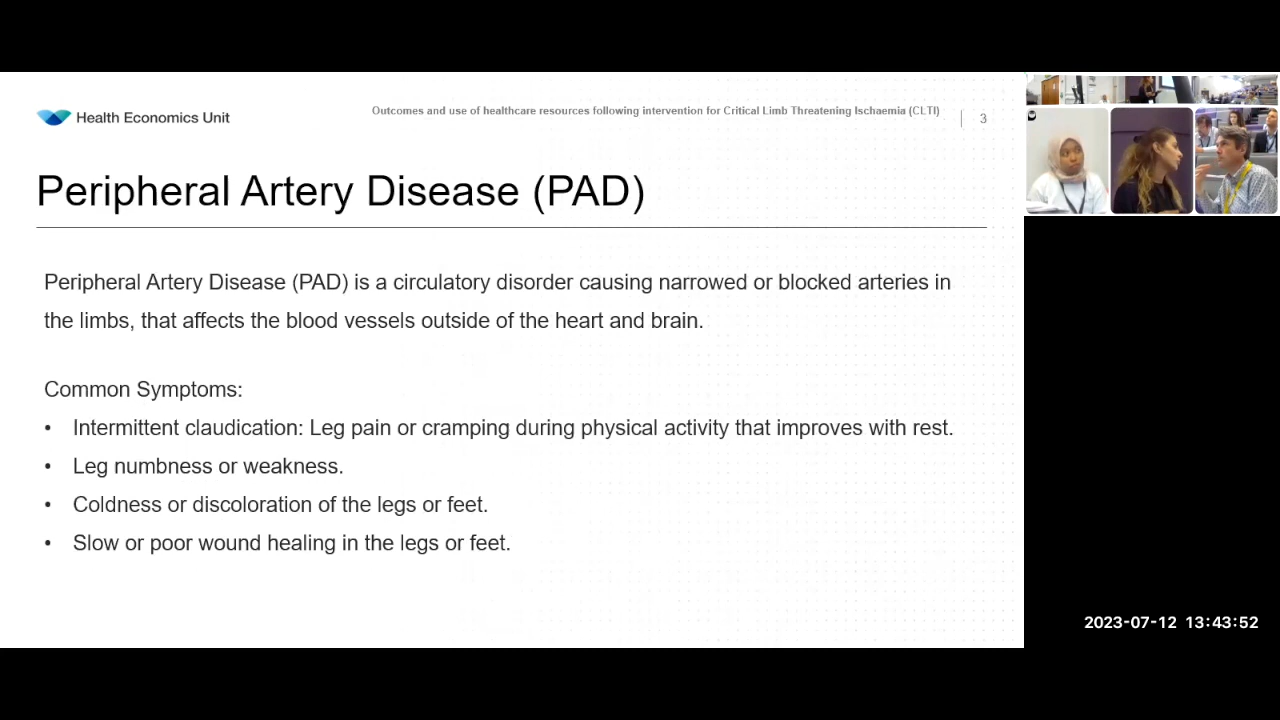 Health Economics Unit
Outcomes and use of healthcare resources following intervention for Critical Limb Threatening Ischaemia (CLTI)
3
Peripheral Artery Disease (PAD)
Peripheral Artery Disease (PAD) is a circulatory disorder causing narrowed or blocked arteries in
the limbs, that affects the blood vessels outside of the heart and brain.
Common Symptoms:
• Intermittent claudication: Leg pain or cramping during physical activity that improves with rest.
• Leg numbness or weakness.
• Coldness or discoloration of the legs or feet.
• Slow or poor wound healing in the legs or feet.
2023-07-12 13:43:52